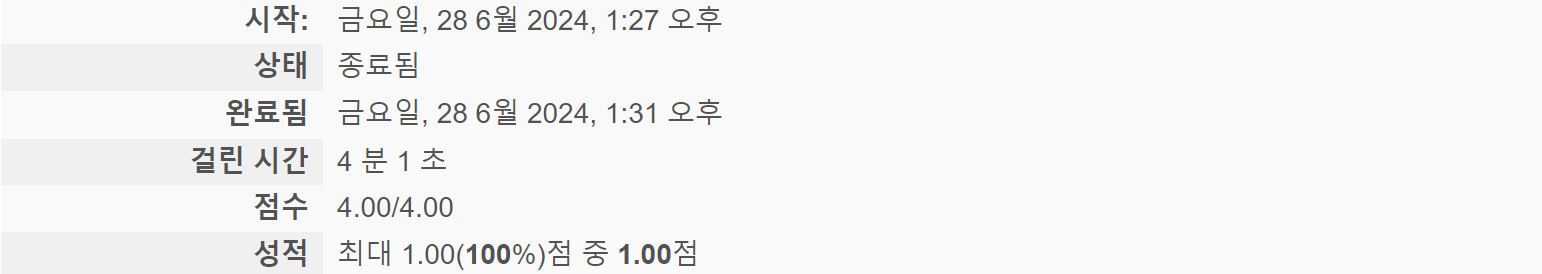 시작: 금요일, 28 6월 2024, 1:27 오후
상태 종료됨
완료됨 금요일, 28 6월 2024, 1:31 오후
걸린 시간 4 분 1 초
점수 4.00/4.00
성적 최대 1.00(100%)점 중 1.00점